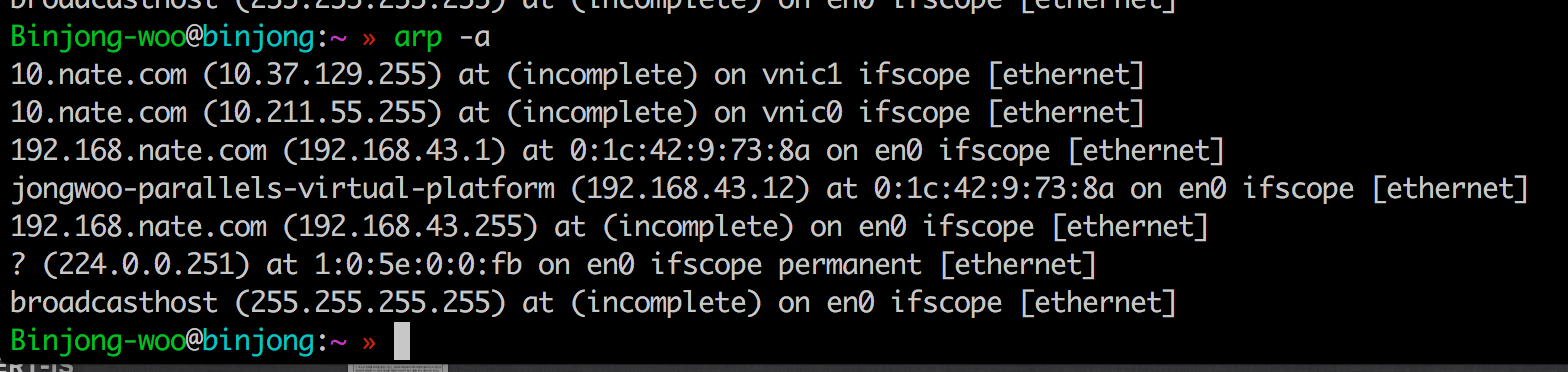 broadcasthost (255.255.255.255) at (incomplete) on en0 ifscope [ethernet]
Binjong-woo@binjong:~ » arp -a
10.nate.com (10.37.129.255) at (incomplete) on vnic1 ifscope [ethernet]
10.nate.com (10.211.55.255) at (incomplete) on vnic0 ifscope [ethernet]
192.168.nate.com (192.168.43.1) at 0:1c:42:9:73:8a on en0 ifscope [ethernet]
jongwoo-parallels-virtual-platform (192.168.43.12) at 0:1c:42:9:73:8a on en0 ifscope [ethernet]
192.168.nate.com (192.168.43.255) at (incomplete) on en0 ifscope [ethernet]
? (224.0.0.251) at 1:0:5e:0:0:fb on en0 ifscope permanent [ethernet]
broadcasthost (255.255.255.255) at (incomplete) on en0 ifscope [ethernet]
Binjong-woo@binjong:~ »